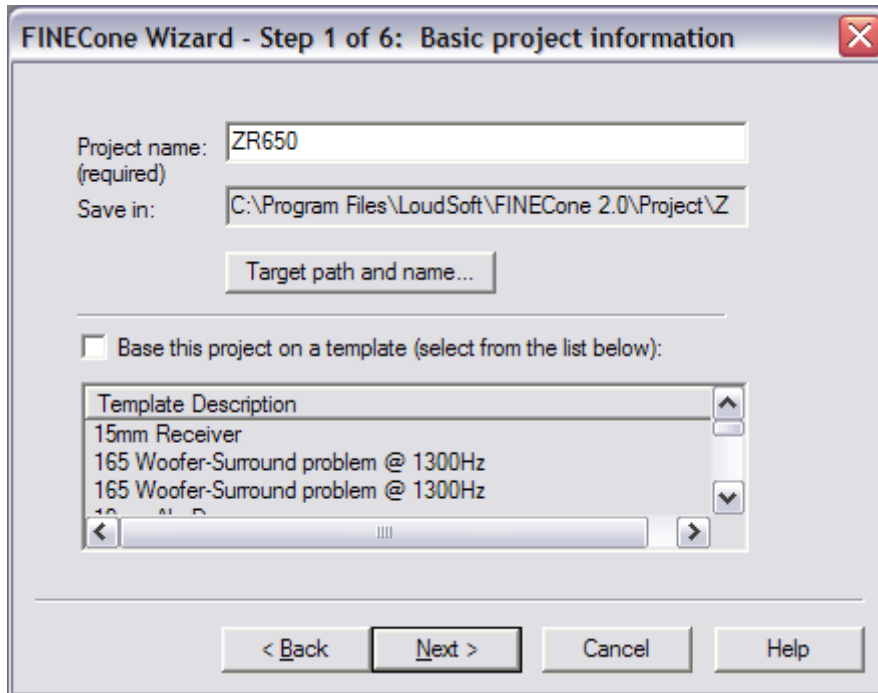 FINECone Wizard - Step 1 of 6: Basic project information
Project name:
(required)
ZR650
Save in:
C:\Program Files\LoudSoft\FINECone 2.0\Project\Z
Target path and name...
Base this project on a template (select from the list below):
Template Description
15mm Receiver
165 Woofer-Surround problem @ 1300Hz
165 Woofer-Surround problem @ 1300Hz
< Back
Next >
Cancel
Help